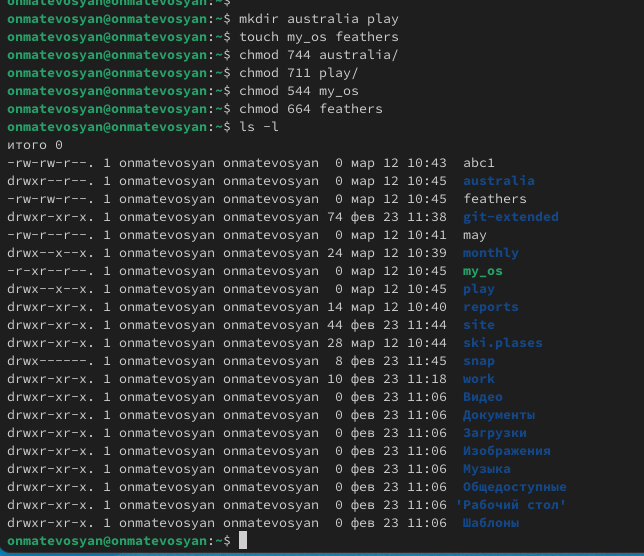 onmatevosyan@onmatevosyan:~$
onmatevosyan@onmatevosyan:~$ mkdir australia play
onmatevosyan@onmatevosyan:~$ touch my_os feathers
onmatevosyan@onmatevosyan:~$ chmod 744 australia/
onmatevosyan@onmatevosyan:~$ chmod 711 play/
onmatevosyan@onmatevosyan:~$ chmod 544 my_os
onmatevosyan@onmatevosyan:~$ chmod 664 feathers
onmatevosyan@onmatevosyan:~$ ls -l
итого 0
-rw-rw-r--. 1 onmatevosyan onmatevosyan  0 мар 12 10:43  abc1
drwxr--r--. 1 onmatevosyan onmatevosyan  0 мар 12 10:45  australia
-rw-rw-r--. 1 onmatevosyan onmatevosyan  0 мар 12 10:45  feathers
drwxr-xr-x. 1 onmatevosyan onmatevosyan 74 фев 23 11:38  git-extended
-rw-r--r--. 1 onmatevosyan onmatevosyan  0 мар 12 10:41  may
drwx--x--x. 1 onmatevosyan onmatevosyan 24 мар 12 10:39  monthly
-r-xr--r--. 1 onmatevosyan onmatevosyan  0 мар 12 10:45  my_os
drwx--x--x. 1 onmatevosyan onmatevosyan  0 мар 12 10:45  play
drwxr-xr-x. 1 onmatevosyan onmatevosyan 14 мар 12 10:40  reports
drwxr-xr-x. 1 onmatevosyan onmatevosyan 44 фев 23 11:44  site
drwxr-xr-x. 1 onmatevosyan onmatevosyan 28 мар 12 10:44  ski.plases
drwx------. 1 onmatevosyan onmatevosyan  8 фев 23 11:45  snap
drwxr-xr-x. 1 onmatevosyan onmatevosyan 10 фев 23 11:18  work
drwxr-xr-x. 1 onmatevosyan onmatevosyan  0 фев 23 11:06  Видео
drwxr-xr-x. 1 onmatevosyan onmatevosyan  0 фев 23 11:06  Документы
drwxr-xr-x. 1 onmatevosyan onmatevosyan  0 фев 23 11:06  Загрузки
drwxr-xr-x. 1 onmatevosyan onmatevosyan  0 фев 23 11:06  Изображения
drwxr-xr-x. 1 onmatevosyan onmatevosyan  0 фев 23 11:06  Музыка
drwxr-xr-x. 1 onmatevosyan onmatevosyan  0 фев 23 11:06  Общедоступные
drwxr-xr-x. 1 onmatevosyan onmatevosyan  0 фев 23 11:06 'Рабочий стол'
drwxr-xr-x. 1 onmatevosyan onmatevosyan  0 фев 23 11:06  Шаблоны
onmatevosyan@onmatevosyan:~$